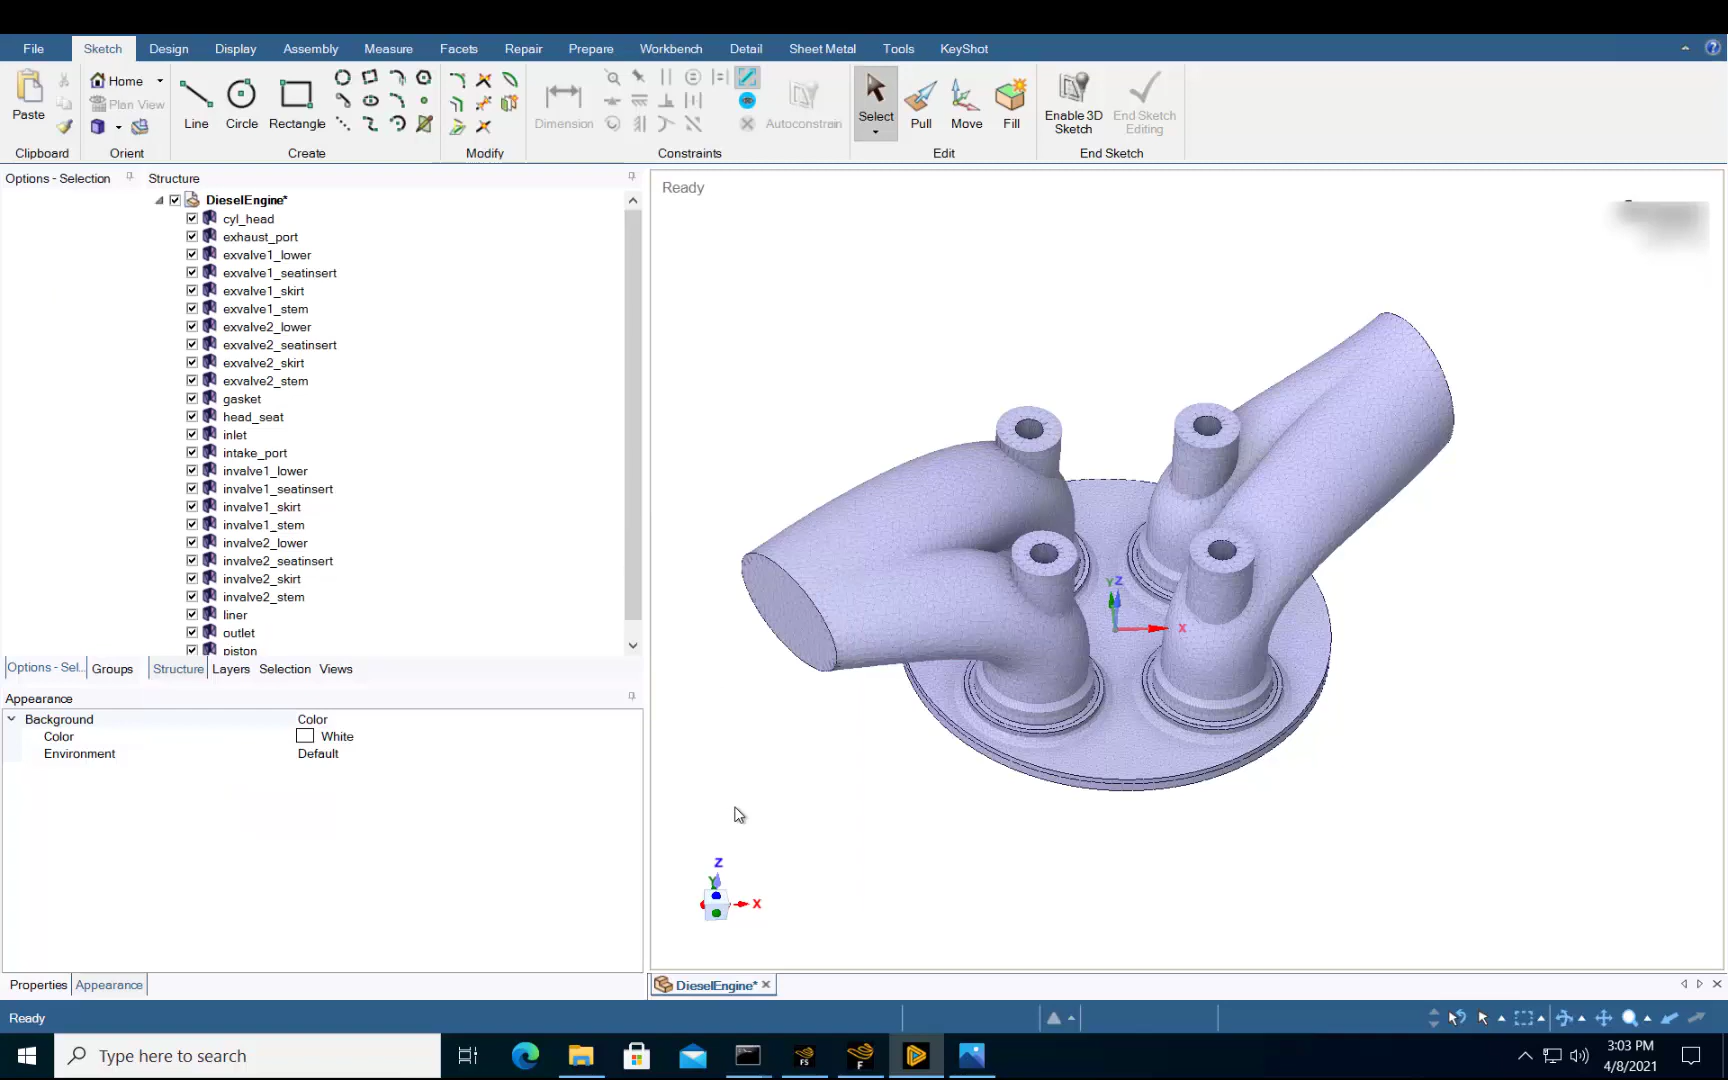 File Sketch Design Display Assembly Measure Facets Repair Prepare Workbench Detail Sheet Metal Tools KeyShot
Paste
Home
Plan View
Line
Circle
Rectangle
Dimension
Autoconstrain
Select
Pull
Move
Fill
Enable 3D Sketch
End Sketch Editing
Clipboard Orient Create Modify Constraints Edit End Sketch
Options - Selection
Structure
DieselEngine*
cyl_head
exhaust_port
exvalve1_lower
exvalve1_seatinsert
exvalve1_skirt
exvalve1_stem
exvalve2_lower
exvalve2_seatinsert
exvalve2_skirt
exvalve2_stem
gasket
head_seat
inlet
intake_port
invalve1_lower
invalve1_seatinsert
invalve1_skirt
invalve1_stem
invalve2_lower
invalve2_seatinsert
invalve2_skirt
invalve2_stem
liner
outlet
piston
Options - Sel... Groups Structure Layers Selection Views
Appearance
Background Color
Color White
Environment Default
Properties Appearance
Ready
Y Z
X
Z
Y
X
DieselEngine*
Ready
Type here to search
FS
F
3:03 PM
4/8/2021